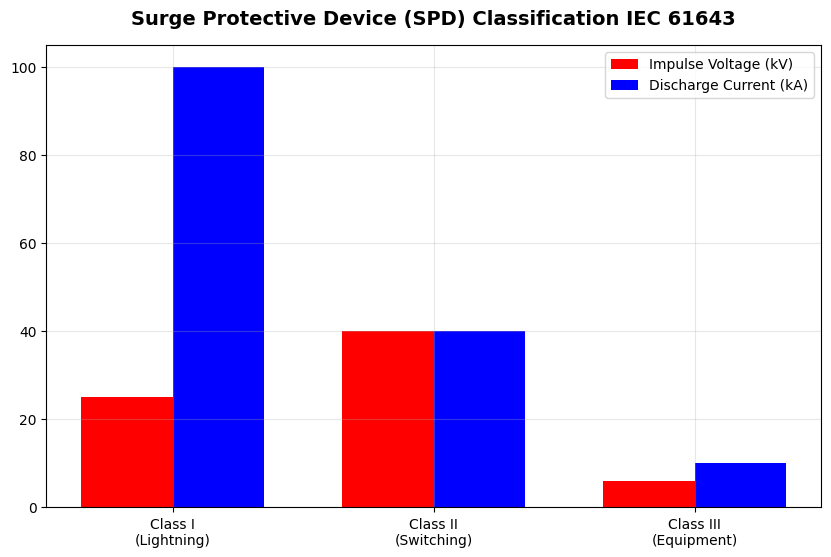 Surge Protective Device (SPD) Classification IEC 61643
Impulse Voltage (kV)
Discharge Current (kA)
100
80
60
40
20
0
Class I
(Lightning)
Class II
(Switching)
Class III
(Equipment)